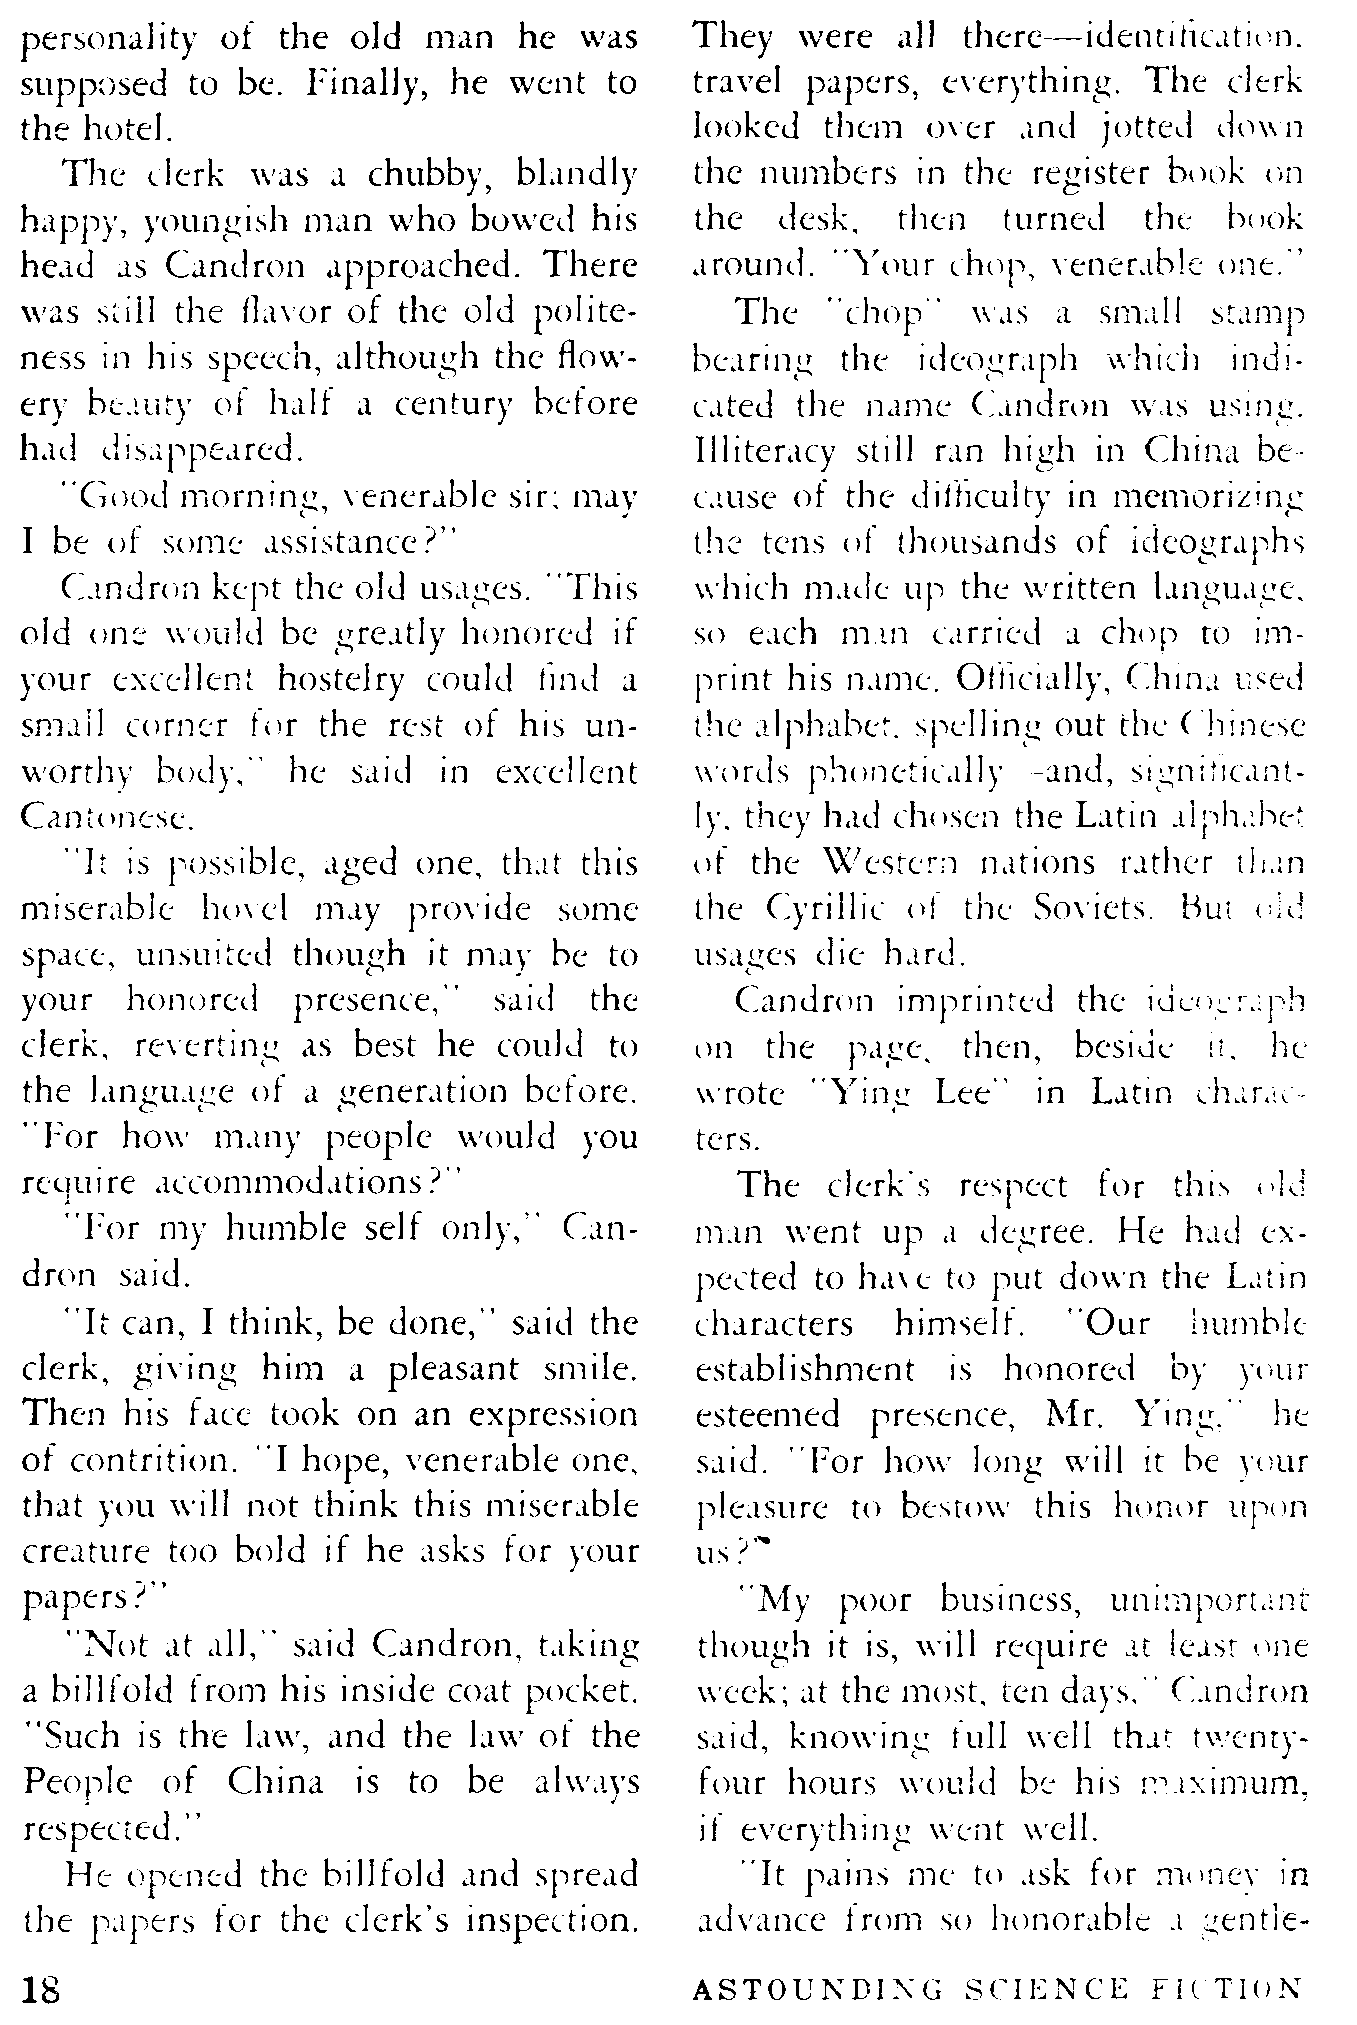 personality of the old man he was
supposed to be. Finally, he went to
the hotel.
The clerk was a chubby, blandly
happy, youngish man who bowed his
head as Candron approached. There
was still the flavor of the old polite-
ness in his speech, although the flow-
ery beauty of half a century before
had disappeared.
"Good morning, venerable sir; may
I be of some assistance?"
Candron kept the old usages. "This
old one would be greatly honored if
your excellent hostelry could find a
small corner for the rest of his un-
worthy body," he said in excellent
Cantonese.
"It is possible, aged one, that this
miserable hovel may provide some
space, unsuited though it may be to
your honored presence," said the
clerk, reverting as best he could to
the language of a generation before.
"For how many people would you
require accommodations?"
"For my humble self only," Can-
dron said.
"It can, I think, be done," said the
clerk, giving him a pleasant smile.
Then his face took on an expression
of contrition. "I hope, venerable one,
that you will not think this miserable
creature too bold if he asks for your
papers?"
"Not at all," said Candron, taking
a billfold from his inside coat pocket.
"Such is the law, and the law of the
People of China is to be always
respected."
He opened the billfold and spread
the papers for the clerk's inspection.
They were all there—identification,
travel papers, everything. The clerk
looked them over and jotted down
the numbers in the register book on
the desk, then turned the book
around. "Your chop, venerable one."
The "chop" was a small stamp
bearing the ideograph which indi-
cated the name Candron was using.
Illiteracy still ran high in China be-
cause of the difficulty in memorizing
the tens of thousands of ideographs
which made up the written language,
so each man carried a chop to im-
print his name. Officially, China used
the alphabet, spelling out the Chinese
words phonetically—and, significant-
ly, they had chosen the Latin alphabet
of the Western nations rather than
the Cyrillic of the Soviets. But old
usages die hard.
Candron imprinted the ideograph
on the page, then, beside it, he
wrote "Ying Lee" in Latin charac-
ters.
The clerk's respect for this old
man went up a degree. He had ex-
pected to have to put down the Latin
characters himself. "Our humble
establishment is honored by your
esteemed presence, Mr. Ying," he
said. "For how long will it be your
pleasure to bestow this honor upon
us?"
"My poor business, unimportant
though it is, will require at least one
week; at the most, ten days," Candron
said, knowing full well that twenty-
four hours would be his maximum,
if everything went well.
"It pains me to ask for money in
advance from so honorable a gentle-
18
ASTOUNDING SCIENCE FICTION